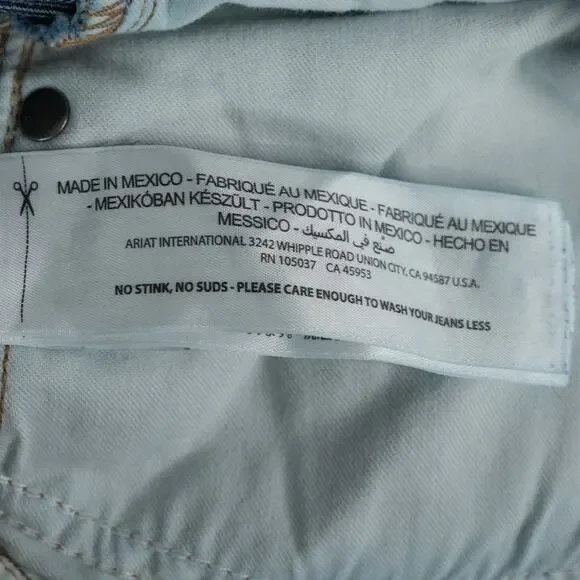 MADE IN MEXICO - FABRIQUÉ AU MEXIQUE - FABRIQUÉ AU MEXIQUE
- MEXIKÓBAN KÉSZÜLT - PRODOTTO IN MEXICO - HECHO EN
MESSICO - صنع في المكسيك
ARIAT INTERNATIONAL 3242 WHIPPLE ROAD UNION CITY, CA 94587 U.S.A.
RN 105037 CA 45953
NO STINK, NO SUDS - PLEASE CARE ENOUGH TO WASH YOUR JEANS LESS